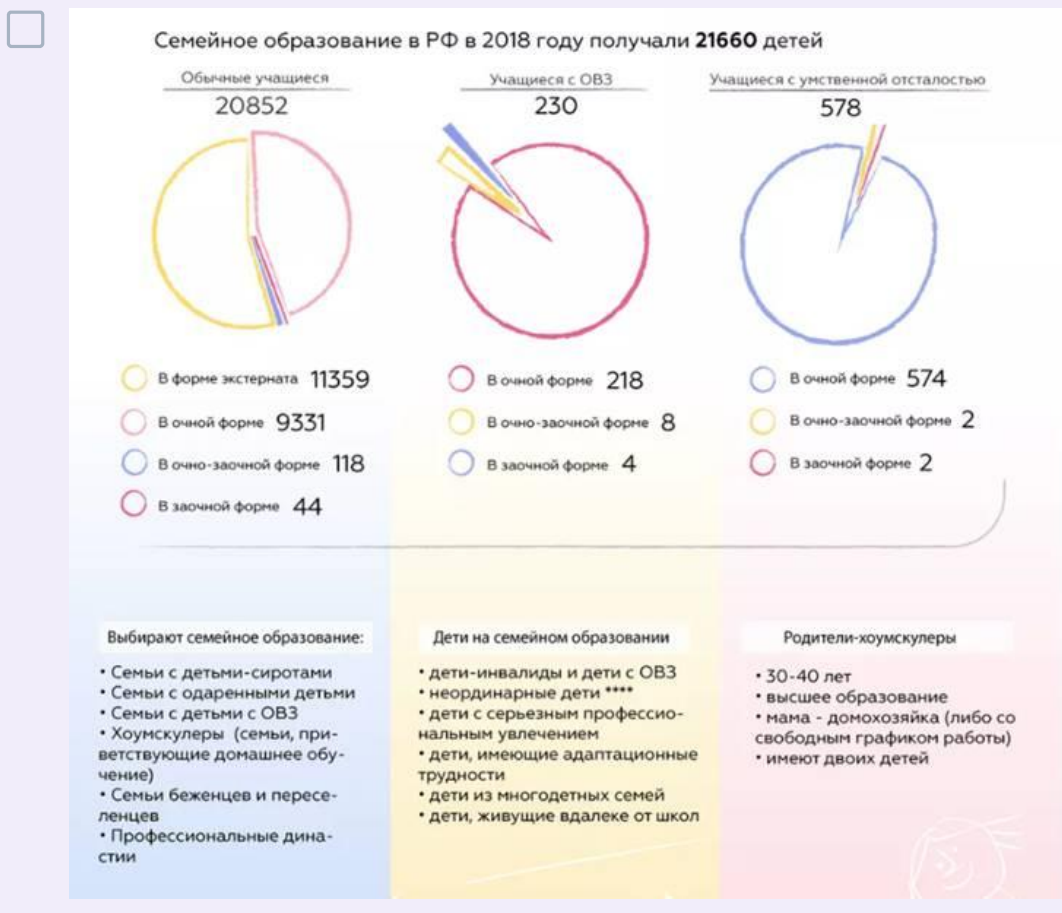 Семейное образование в РФ в 2018 году получали 21660 детей
Обычные учащиеся
20852
В форме экстерната 11359
В очной форме 9331
В очно-заочной форме 118
В заочной форме 44
Учащиеся с ОВЗ
230
В очной форме 218
В очно-заочной форме 8
В заочной форме 4
Учащиеся с умственной отсталостью
578
В очной форме 574
В очно-заочной форме 2
В заочной форме 2
Выбирают семейное образование:
• Семьи с детьми-сиротами
• Семьи с одаренными детьми
• Семьи с детьми с ОВЗ
• Хоумскулеры (семьи, при-
ветствующие домашнее обу-
чение)
• Семьи беженцев и пересе-
ленцев
• Профессиональные дина-
стии
Дети на семейном образовании
• дети-инвалиды и дети с ОВЗ
• неординарные дети ****
• дети с серьезным профессио-
нальным увлечением
• дети, имеющие адаптационные
трудности
• дети из многодетных семей
• дети, живущие вдалеке от школ
Родители-хоумскулеры
• 30-40 лет
• высшее образование
• мама - домохозяйка (либо со
свободным графиком работы)
• имеют двоих детей